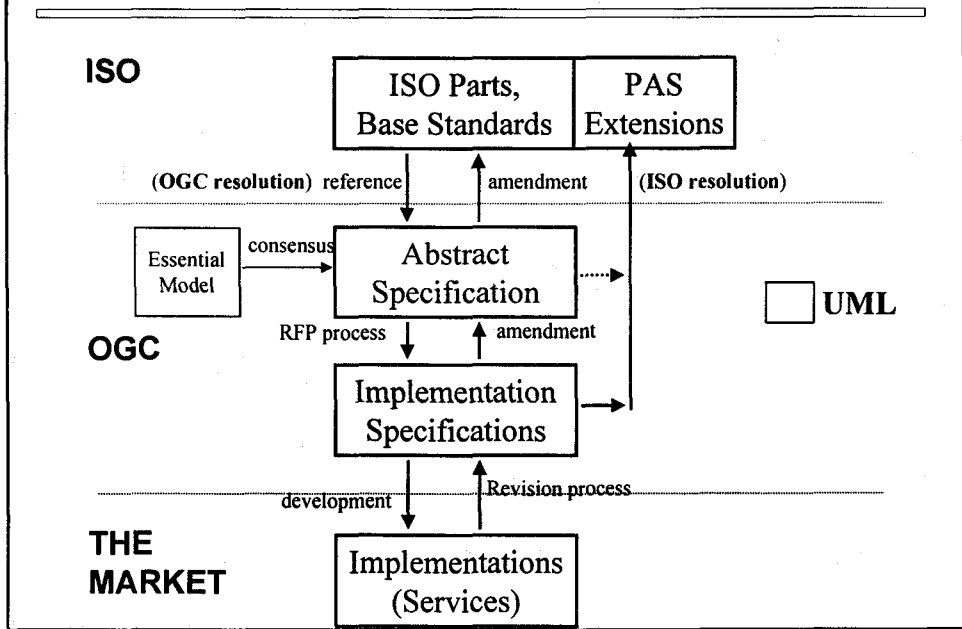 ISO
ISO Parts,
Base Standards
PAS
Extensions
(OGC resolution) reference
amendment
(ISO resolution)
Essential
Model
consensus
Abstract
Specification
UML
RFP process
amendment
OGC
Implementation
Specifications
development
Revision process
THE
MARKET
Implementations
(Services)